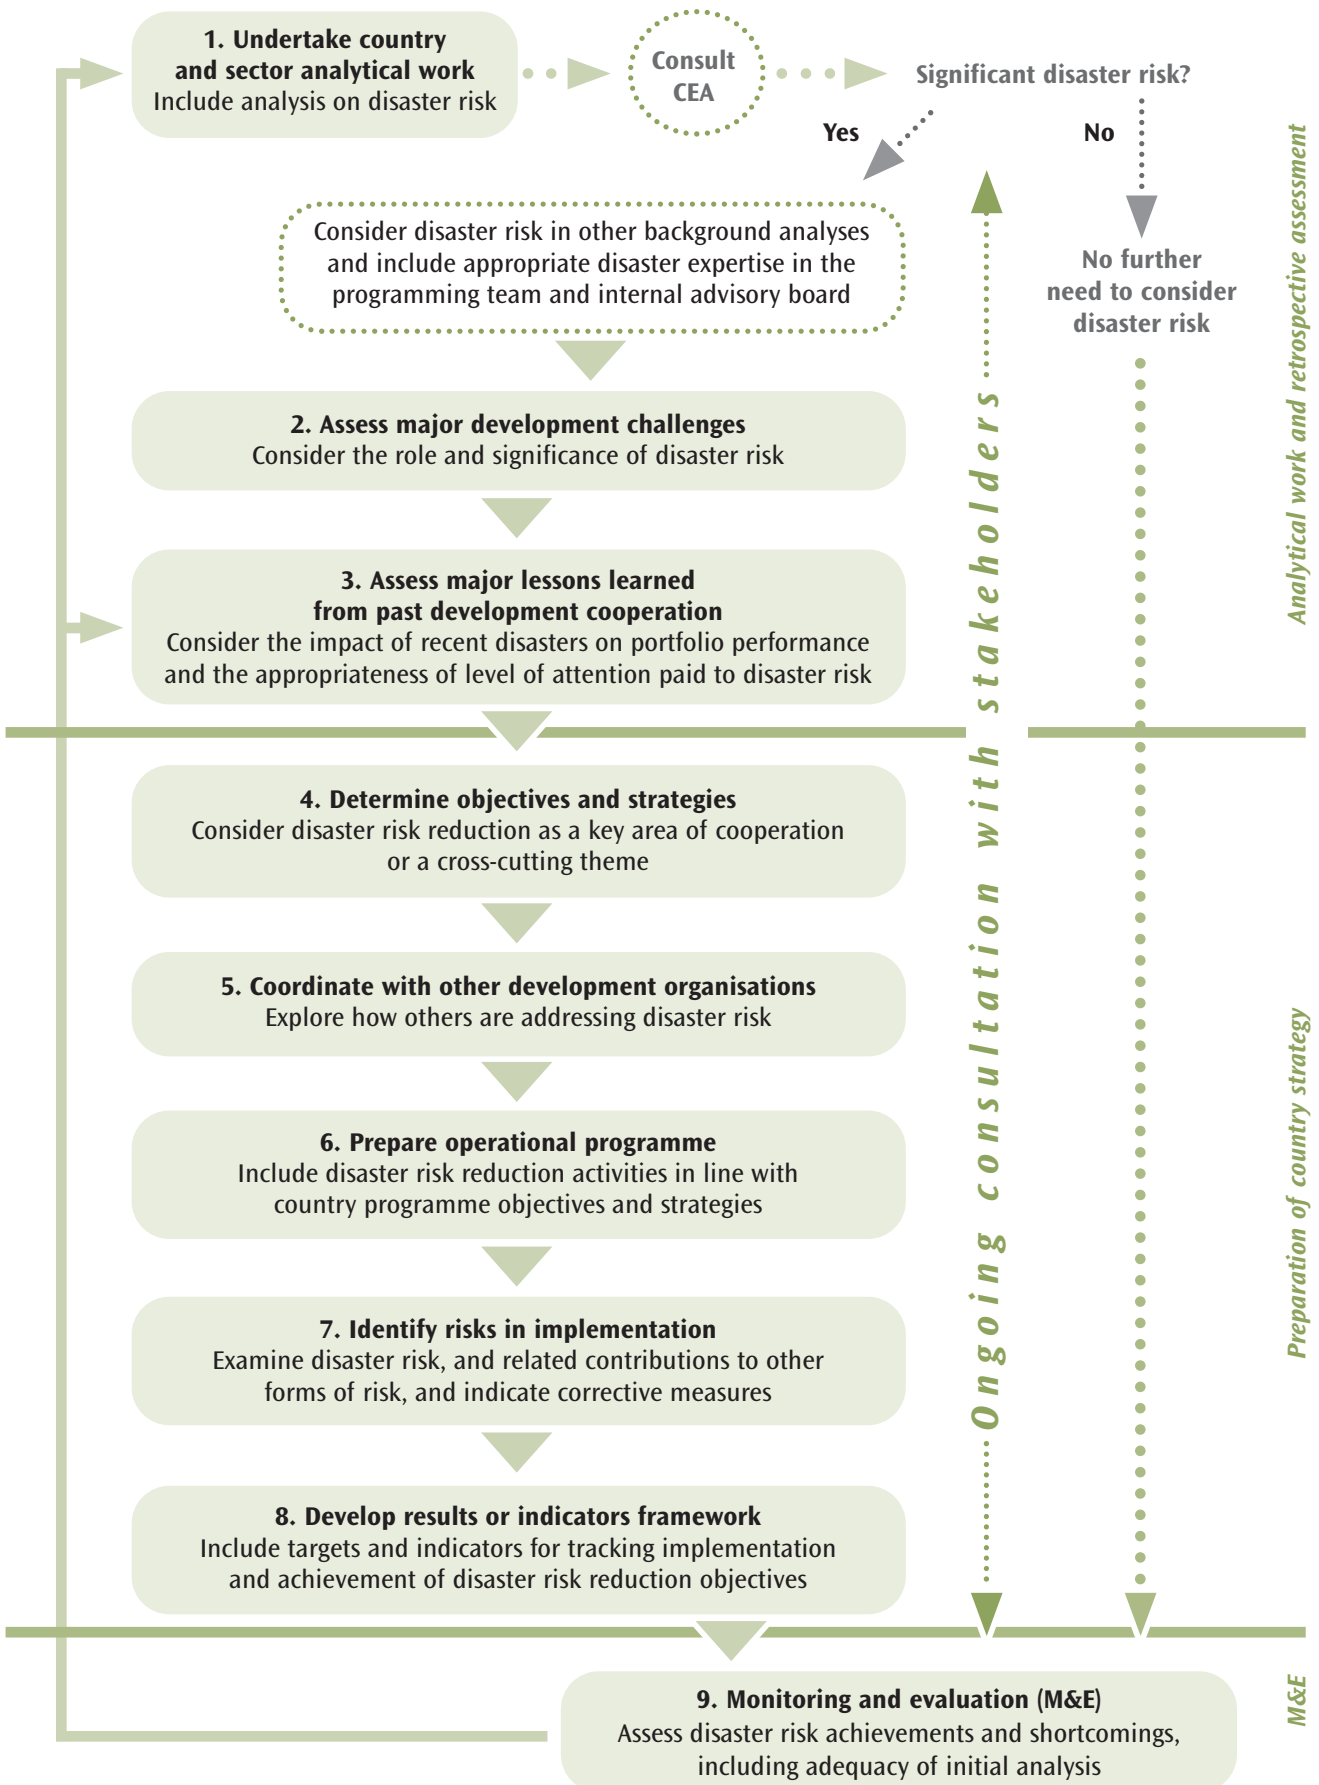 1. Undertake country
and sector analytical work
Include analysis on disaster risk
Consult
CEA
Significant disaster risk?
Yes
No
Consider disaster risk in other background analyses
and include appropriate disaster expertise in the
programming team and internal advisory board
No further
need to consider
disaster risk
2. Assess major development challenges
Consider the role and significance of disaster risk
3. Assess major lessons learned
from past development cooperation
Consider the impact of recent disasters on portfolio performance
and the appropriateness of level of attention paid to disaster risk
Analytical work and retrospective assessment
Ongoing consultation with stakeholders
4. Determine objectives and strategies
Consider disaster risk reduction as a key area of cooperation
or a cross-cutting theme
5. Coordinate with other development organisations
Explore how others are addressing disaster risk
6. Prepare operational programme
Include disaster risk reduction activities in line with
country programme objectives and strategies
7. Identify risks in implementation
Examine disaster risk, and related contributions to other
forms of risk, and indicate corrective measures
8. Develop results or indicators framework
Include targets and indicators for tracking implementation
and achievement of disaster risk reduction objectives
Preparation of country strategy
9. Monitoring and evaluation (M&E)
Assess disaster risk achievements and shortcomings,
including adequacy of initial analysis
M&E